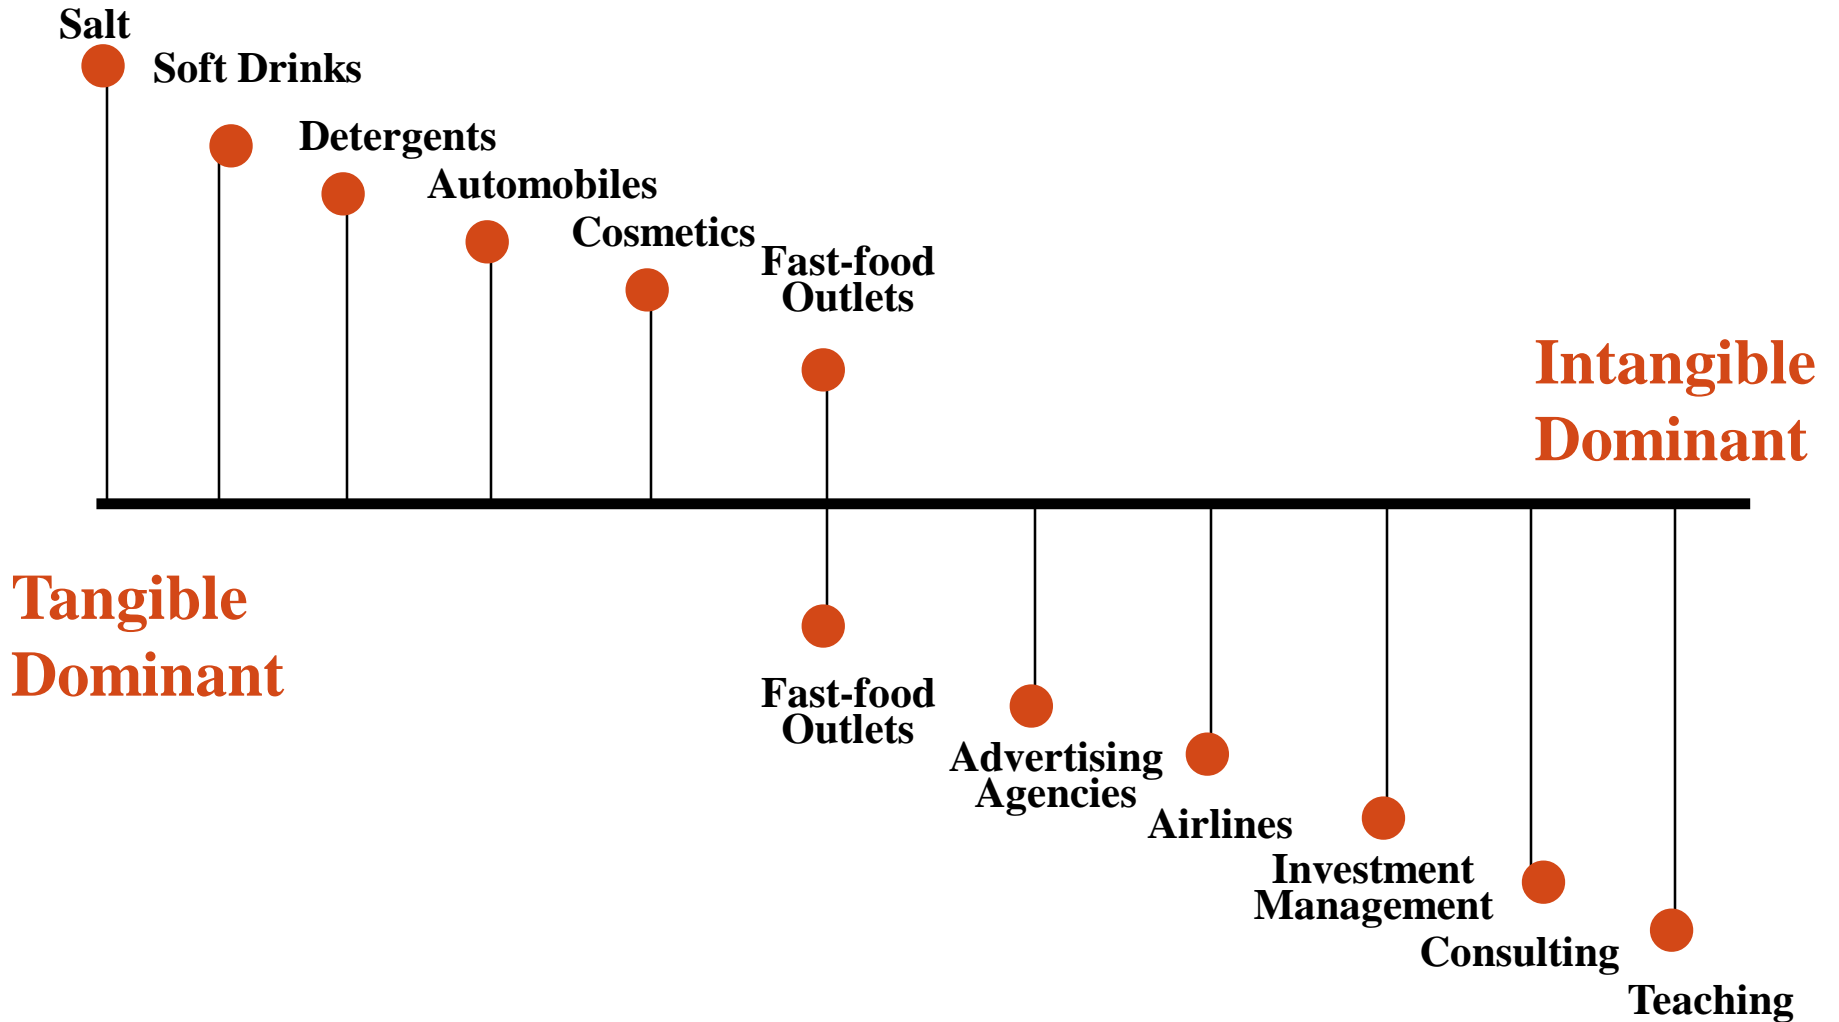 Salt
Soft Drinks
Detergents
Automobiles
Cosmetics
Fast-food
Outlets
Intangible
Dominant
Tangible
Dominant
Fast-food
Outlets
Advertising
Agencies
Airlines
Investment
Management
Consulting
Teaching